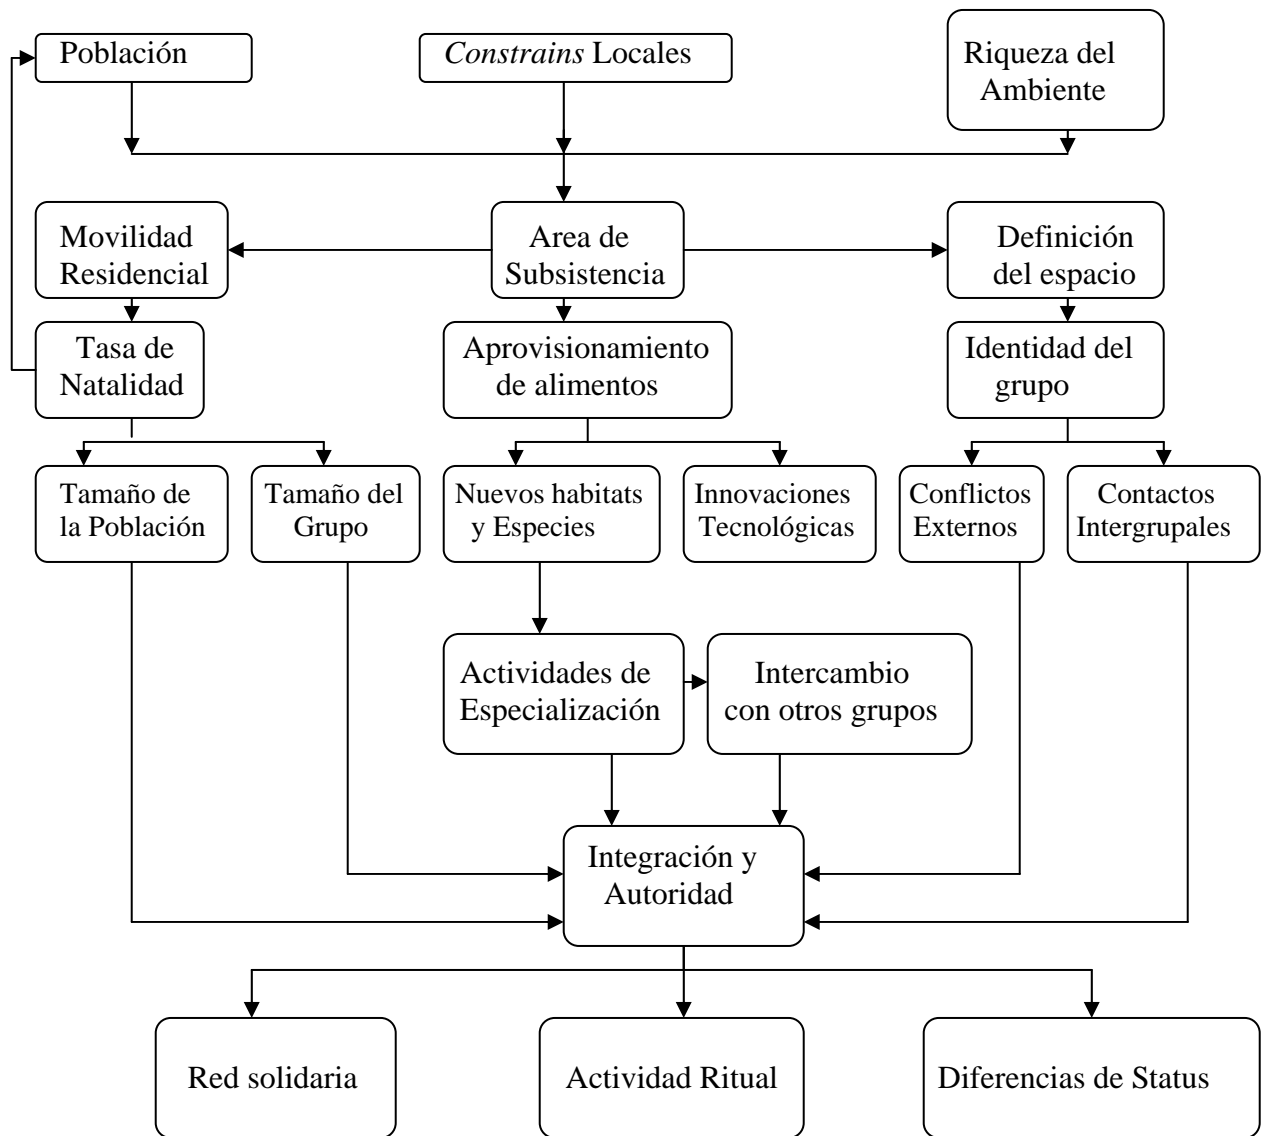 Población
Constrains Locales
Riqueza del
Ambiente
Movilidad
Residencial
Area de
Subsistencia
Definición
del espacio
Tasa de
Natalidad
Aprovisionamiento
de alimentos
Identidad del
grupo
Tamaño de
la Población
Tamaño del
Grupo
Nuevos habitats
y Especies
Innovaciones
Tecnológicas
Conflictos
Externos
Contactos
Intergrupales
Actividades de
Especialización
Intercambio
con otros grupos
Integración y
Autoridad
Red solidaria
Actividad Ritual
Diferencias de Status